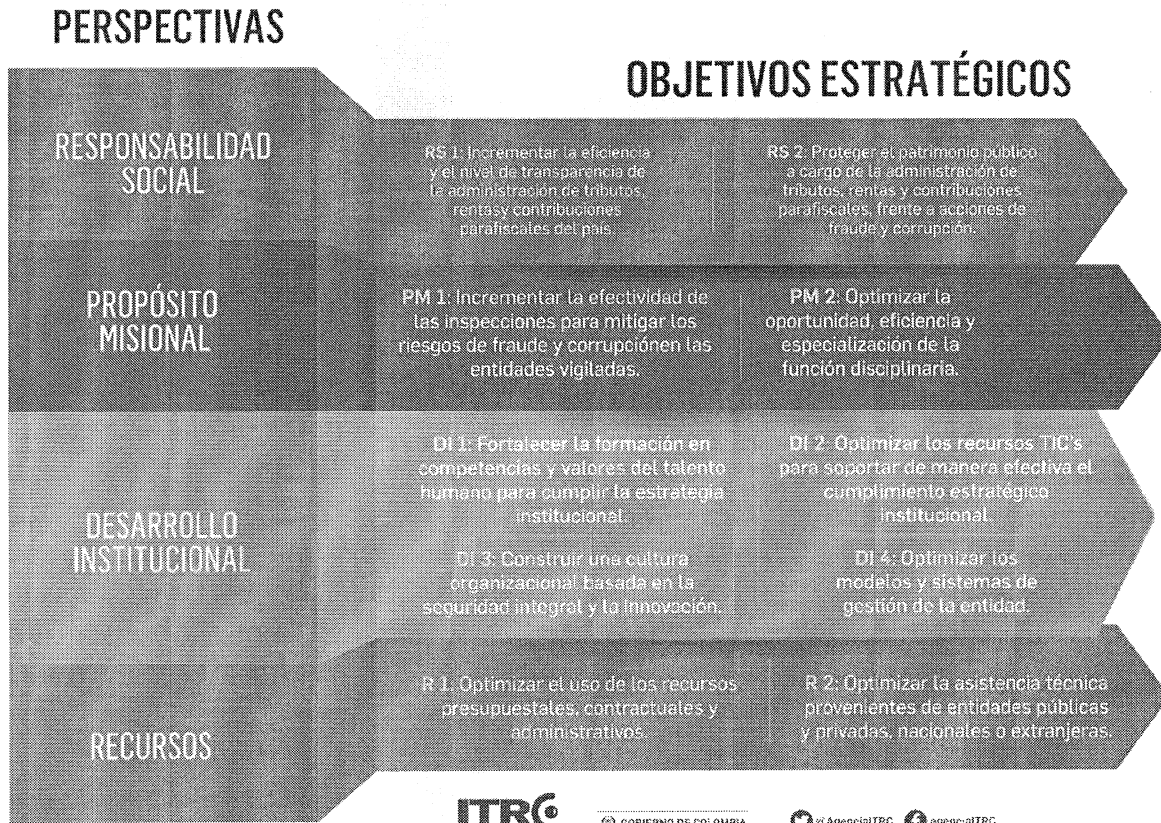 PERSPECTIVAS
OBJETIVOS ESTRATÉGICOS
RESPONSABILIDAD
SOCIAL
RS 1: Incrementar la eficiencia
y el nivel de transparencia de
la administración de tributos,
rentasy contribuciones
parafiscales del país.
RS 2: Proteger el patrimonio público
a cargo de la administración de
tributos, rentas y contribuciones
parafiscales, frente a acciones de
fraude y corrupción.
PROPÓSITO
MISIONAL
PM 1: Incrementar la efectividad de
las inspecciones para mitigar los
riesgos de fraude y corrupciónen las
entidades vigiladas.
PM 2: Optimizar la
oportunidad, eficiencia y
especialización de la
función disciplinaria.
DESARROLLO
INSTITUCIONAL
DI 1: Fortalecer la formación en
competencias y valores del talento
humano para cumplir la estrategia
institucional.
DI 2: Optimizar los recursos TIC's
para soportar de manera efectiva el
cumplimiento estratégico
institucional.
DI 3: Construir una cultura
organizacional basada en la
seguridad integral y la innovación.
DI 4: Optimizar los
modelos y sistemas de
gestión de la entidad.
RECURSOS
R 1: Optimizar el uso de los recursos
presupuestales, contractuales y
administrativos.
R 2: Optimizar la asistencia técnica
provenientes de entidades públicas
y privadas, nacionales o extranjeras.
ITRC
GOBIERNO DE COLOMBIA
@AgenciaITRC
agenciaITRC